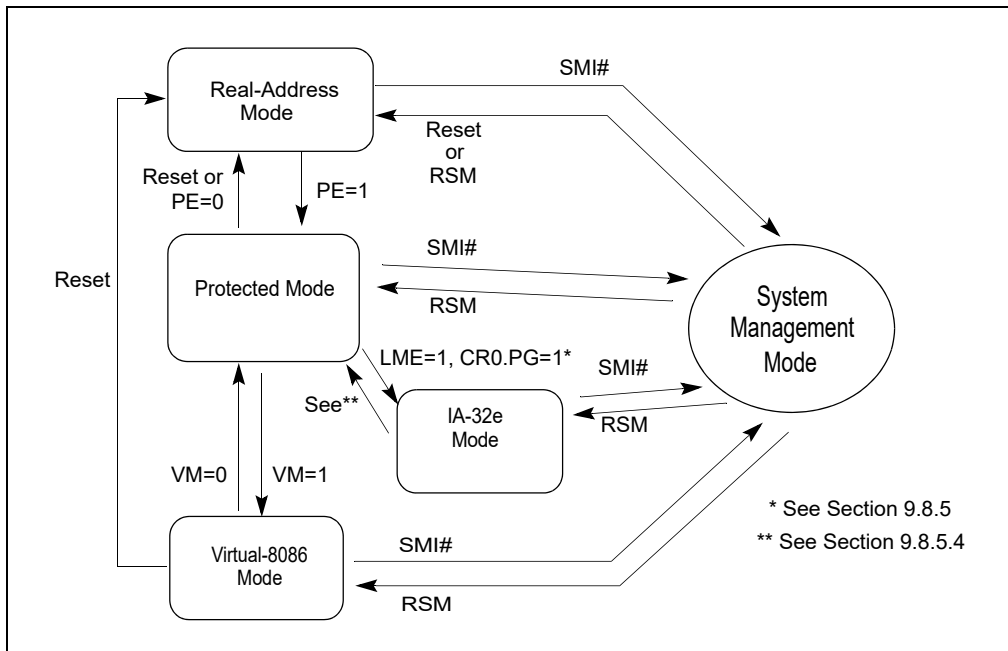 SMI#
Real-Address
Mode
Reset
or
RSM
Reset or
PE=0
PE=1
SMI#
Reset
Protected Mode
RSM
System
Management
Mode
LME=1, CR0.PG=1*
SMI#
See**
IA-32e
Mode
RSM
VM=0
VM=1
* See Section 9.8.5
** See Section 9.8.5.4
Virtual-8086
Mode
SMI#
RSM